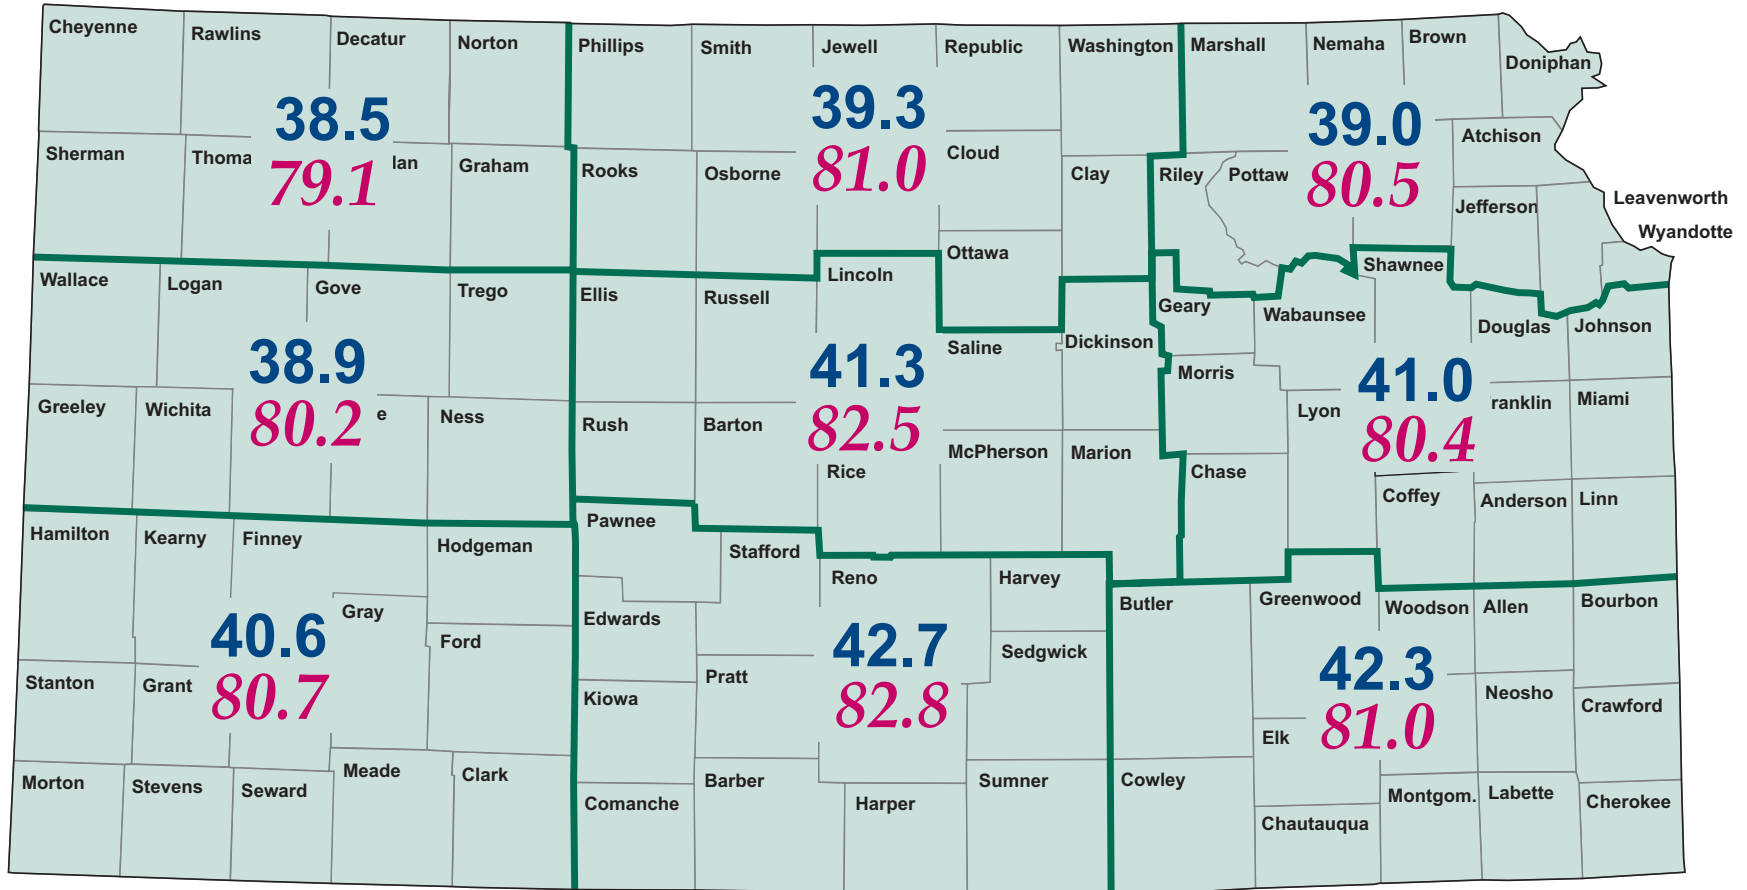 Cheyenne
Rawlins
Decatur
Norton
Phillips
Smith
Jewell
Republic
Washington
Marshall
Nemaha
Brown
Doniphan
38.5
79.1
39.3
81.0
39.0
80.5
Sherman
Thoma
lan
Graham
Rooks
Osborne
Cloud
Clay
Riley
Pottaw
Atchison
Jefferson
Leavenworth
Wyandotte
Ottawa
Shawnee
Wallace
Logan
Gove
Trego
Ellis
Russell
Lincoln
Saline
Dickinson
Geary
Wabaunsee
Douglas
Johnson
38.9
80.2
41.3
82.5
41.0
80.4
Greeley
Wichita
e
Ness
Rush
Barton
Rice
McPherson
Marion
Morris
Chase
Lyon
ranklin
Miami
Coffey
Anderson
Linn
Hamilton
Kearny
Finney
Hodgeman
Pawnee
Stafford
Reno
Harvey
Butler
Greenwood
Woodson
Allen
Bourbon
40.6
80.7
42.7
82.8
42.3
81.0
Gray
Ford
Edwards
Sedgwick
Stanton
Grant
Kiowa
Pratt
Elk
Neosho
Crawford
Morton
Stevens
Seward
Meade
Clark
Comanche
Barber
Harper
Sumner
Cowley
Chautauqua
Montgom.
Labette
Cherokee